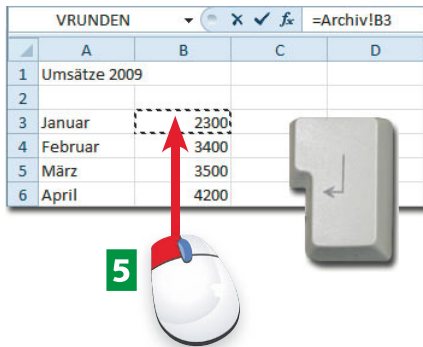 VRUNDEN fx =Archiv!B3
A B C D
1 Umsätze 2009
2
3 Januar 2300
4 Februar 3400
5 März 3500
6 April 4200
5